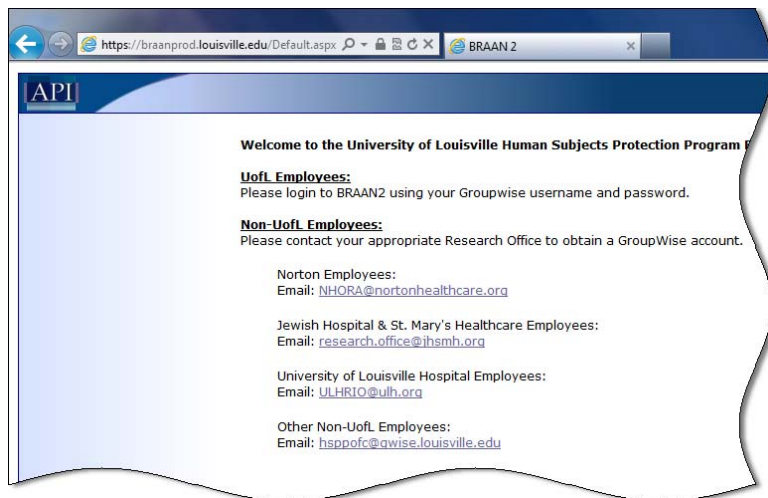 https://braanprod.louisville.edu/Default.aspx
BRAAN 2
API
Welcome to the University of Louisville Human Subjects Protection Program
UofL Employees:
Please login to BRAAN2 using your Groupwise username and password.
Non-UofL Employees:
Please contact your appropriate Research Office to obtain a GroupWise account.
Norton Employees:
Email: NHORA@nortonhealthcare.org
Jewish Hospital & St. Mary's Healthcare Employees:
Email: research.office@jhsmh.org
University of Louisville Hospital Employees:
Email: ULHRIO@ulh.org
Other Non-UofL Employees:
Email: hsppofc@gwise.louisville.edu